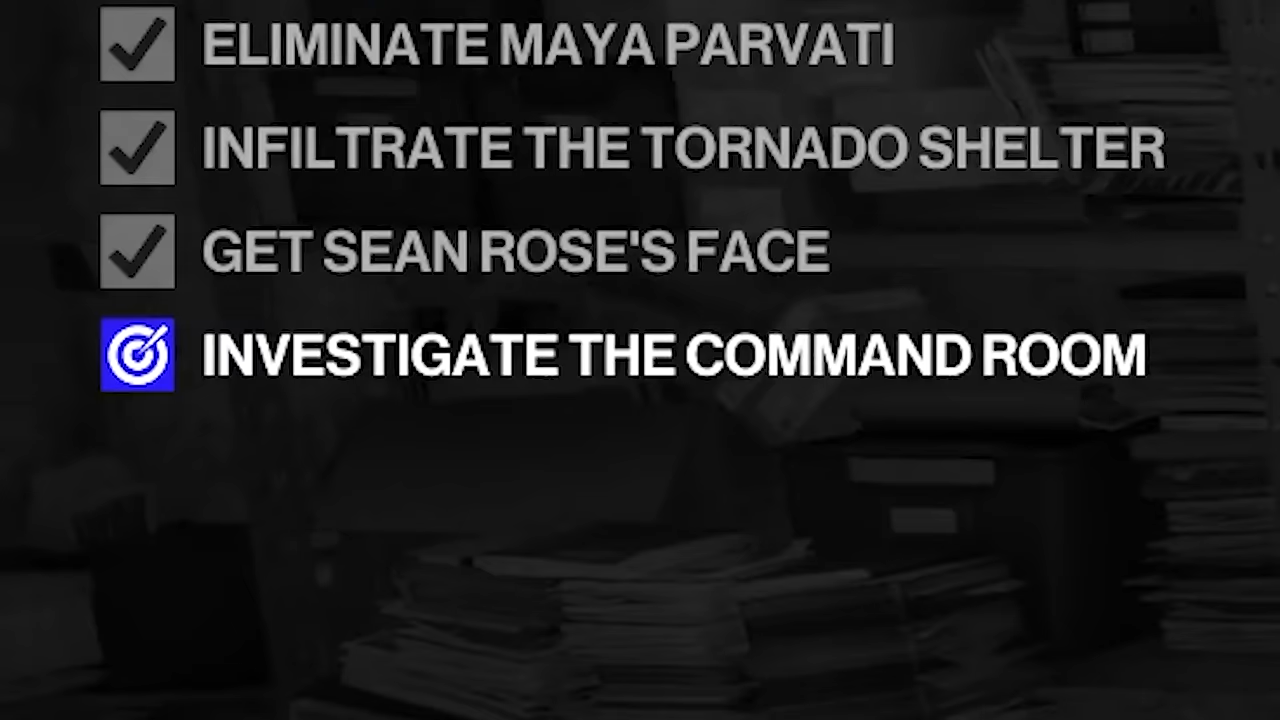 ELIMINATE MAYA PARVATI
INFILTRATE THE TORNADO SHELTER
GET SEAN ROSE'S FACE
INVESTIGATE THE COMMAND ROOM